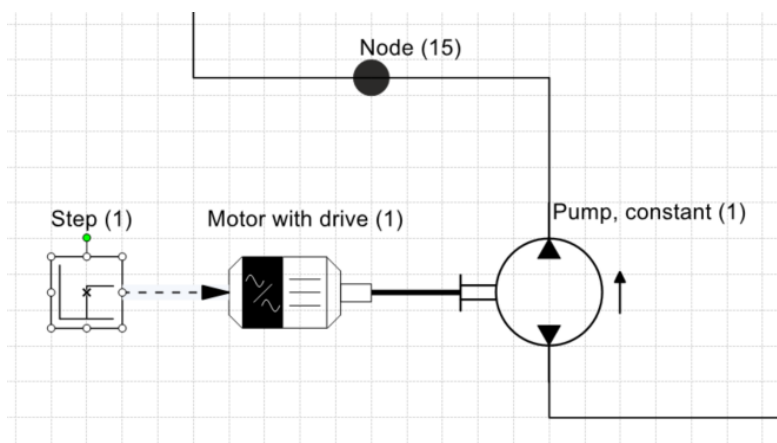 Node (15)
Step (1)
Motor with drive (1)
Pump, constant (1)